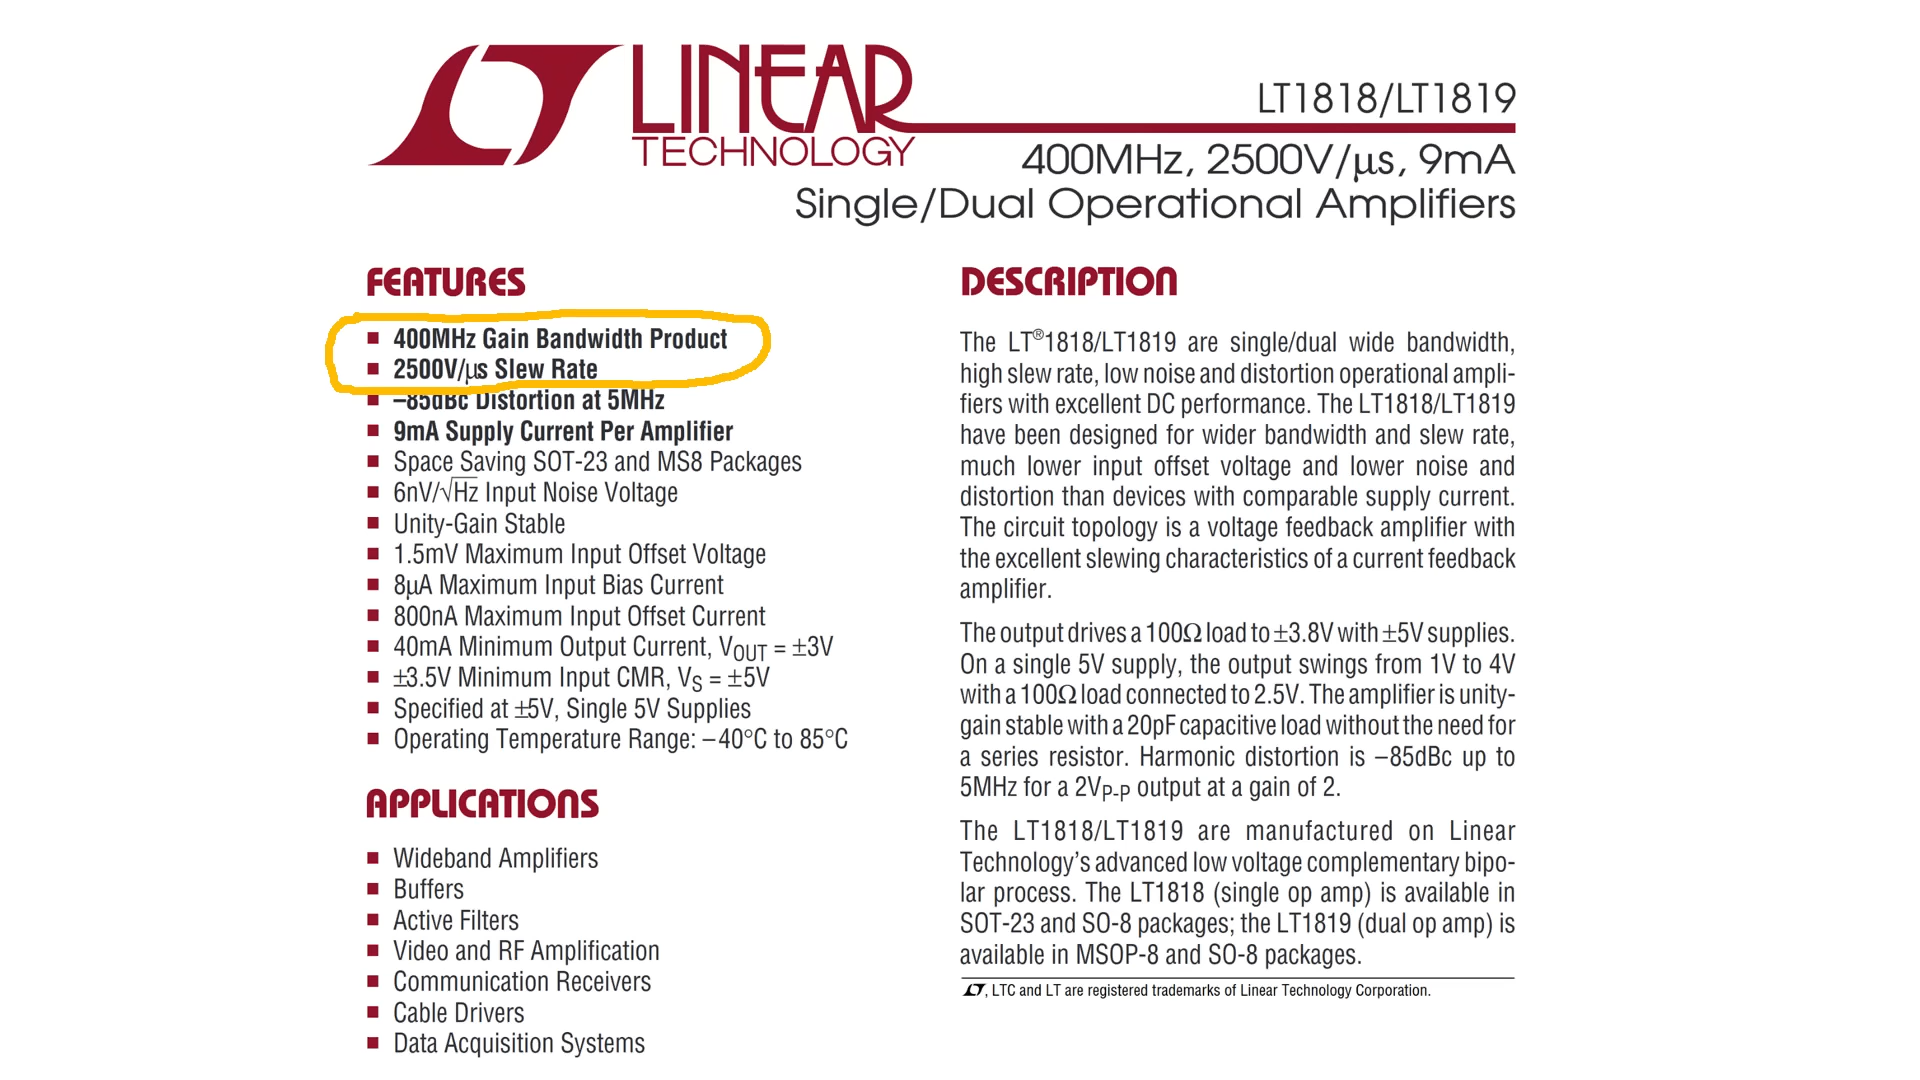 LINEAR
TECHNOLOGY
LT1818/LT1819
400MHz, 2500V/μs, 9mA
Single/Dual Operational Amplifiers
FEATURES
■ 400MHz Gain Bandwidth Product
■ 2500V/μs Slew Rate
■ –85dBc Distortion at 5MHz
■ 9mA Supply Current Per Amplifier
■ Space Saving SOT-23 and MS8 Packages
■ 6nV/√Hz Input Noise Voltage
■ Unity-Gain Stable
■ 1.5mV Maximum Input Offset Voltage
■ 8μA Maximum Input Bias Current
■ 800nA Maximum Input Offset Current
■ 40mA Minimum Output Current, VOUT = ±3V
■ ±3.5V Minimum Input CMR, VS = ±5V
■ Specified at ±5V, Single 5V Supplies
■ Operating Temperature Range: –40°C to 85°C
APPLICATIONS
■ Wideband Amplifiers
■ Buffers
■ Active Filters
■ Video and RF Amplification
■ Communication Receivers
■ Cable Drivers
■ Data Acquisition Systems
DESCRIPTION
The LT®1818/LT1819 are single/dual wide bandwidth,
high slew rate, low noise and distortion operational ampli-
fiers with excellent DC performance. The LT1818/LT1819
have been designed for wider bandwidth and slew rate,
much lower input offset voltage and lower noise and
distortion than devices with comparable supply current.
The circuit topology is a voltage feedback amplifier with
the excellent slewing characteristics of a current feedback
amplifier.
The output drives a 100Ω load to ±3.8V with ±5V supplies.
On a single 5V supply, the output swings from 1V to 4V
with a 100Ω load connected to 2.5V. The amplifier is unity-
gain stable with a 20pF capacitive load without the need for
a series resistor. Harmonic distortion is –85dBc up to
5MHz for a 2VP-P output at a gain of 2.
The LT1818/LT1819 are manufactured on Linear
Technology's advanced low voltage complementary bipo-
lar process. The LT1818 (single op amp) is available in
SOT-23 and SO-8 packages; the LT1819 (dual op amp) is
available in MSOP-8 and SO-8 packages.
LT, LTC and LT are registered trademarks of Linear Technology Corporation.